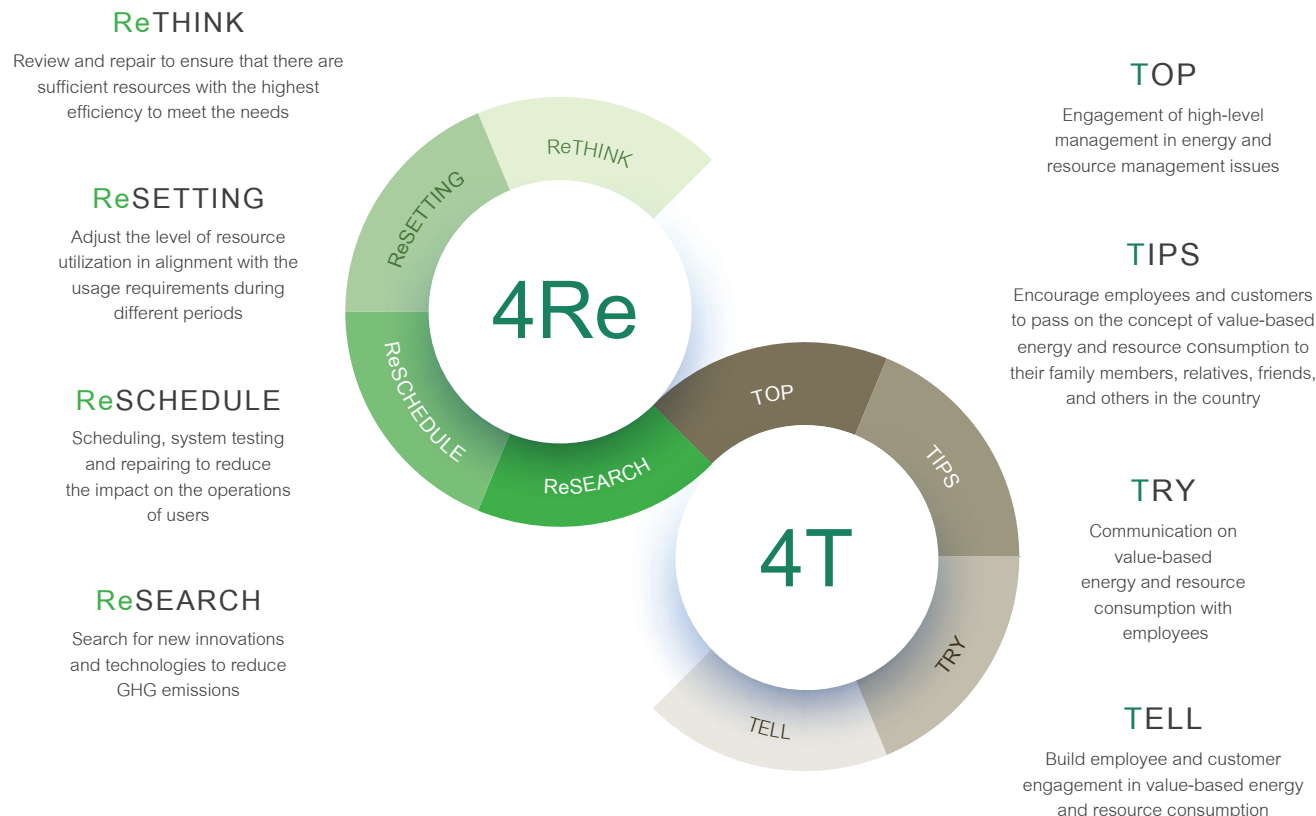 ReTHINK
Review and repair to ensure that there are
sufficient resources with the highest
efficiency to meet the needs
ReSETTING
Adjust the level of resource
utilization in alignment with the
usage requirements during
different periods
ReSCHEDULE
Scheduling, system testing
and repairing to reduce
the impact on the operations
of users
ReSEARCH
Search for new innovations
and technologies to reduce
GHG emissions
ReTHINK
ReSETTING
ReSCHEDULE
ReSEARCH
4Re
TOP
TIPS
TRY
TELL
4T
TOP
Engagement of high-level
management in energy and
resource management issues
TIPS
Encourage employees and customers
to pass on the concept of value-based
energy and resource consumption to
their family members, relatives, friends,
and others in the country
TRY
Communication on
value-based
energy and resource
consumption with
employees
TELL
Build employee and customer
engagement in value-based energy
and resource consumption